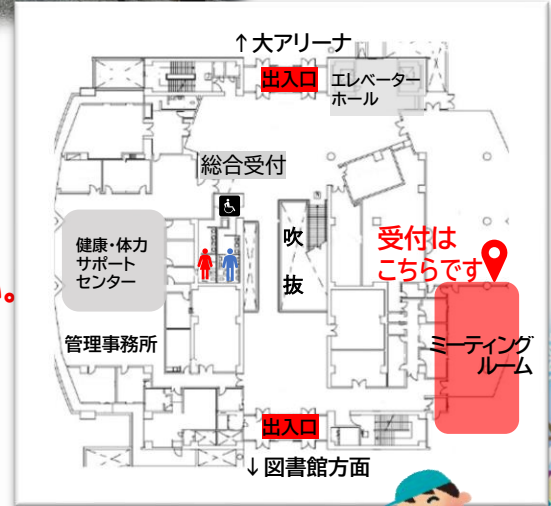 ↑大アリーナ
出入口
エレベーター
ホール
総合受付
健康・体力
サポート
センター
吹
抜
受付は
こちらです
い。
管理事務所
ミーティング
ルーム
出入口
↓図書館方面